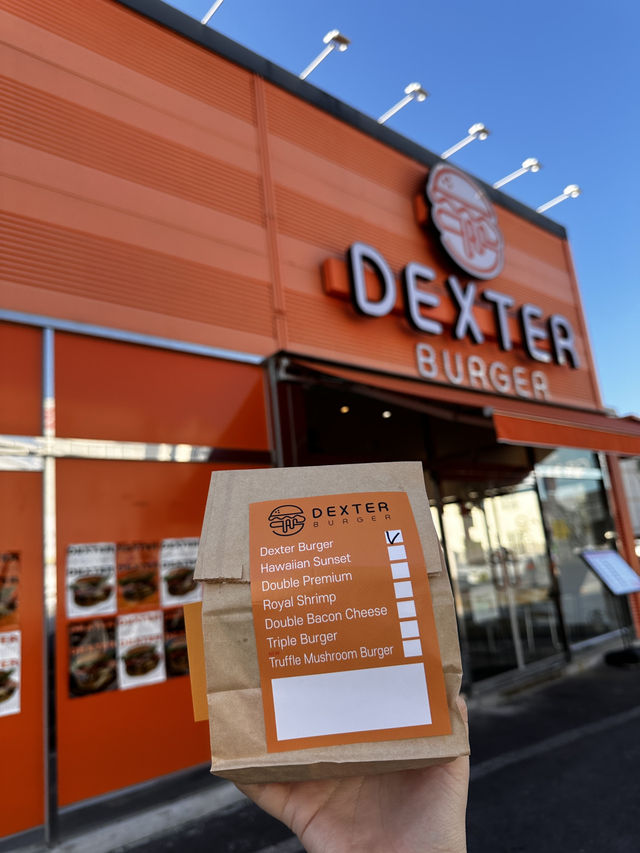 DEXTER
BURGER
DEXTER
BURGER
Dexter Burger
Hawaiian Sunset
Double Premium
Royal Shrimp
Double Bacon Cheese
Triple Burger
Truffle Mushroom Burger